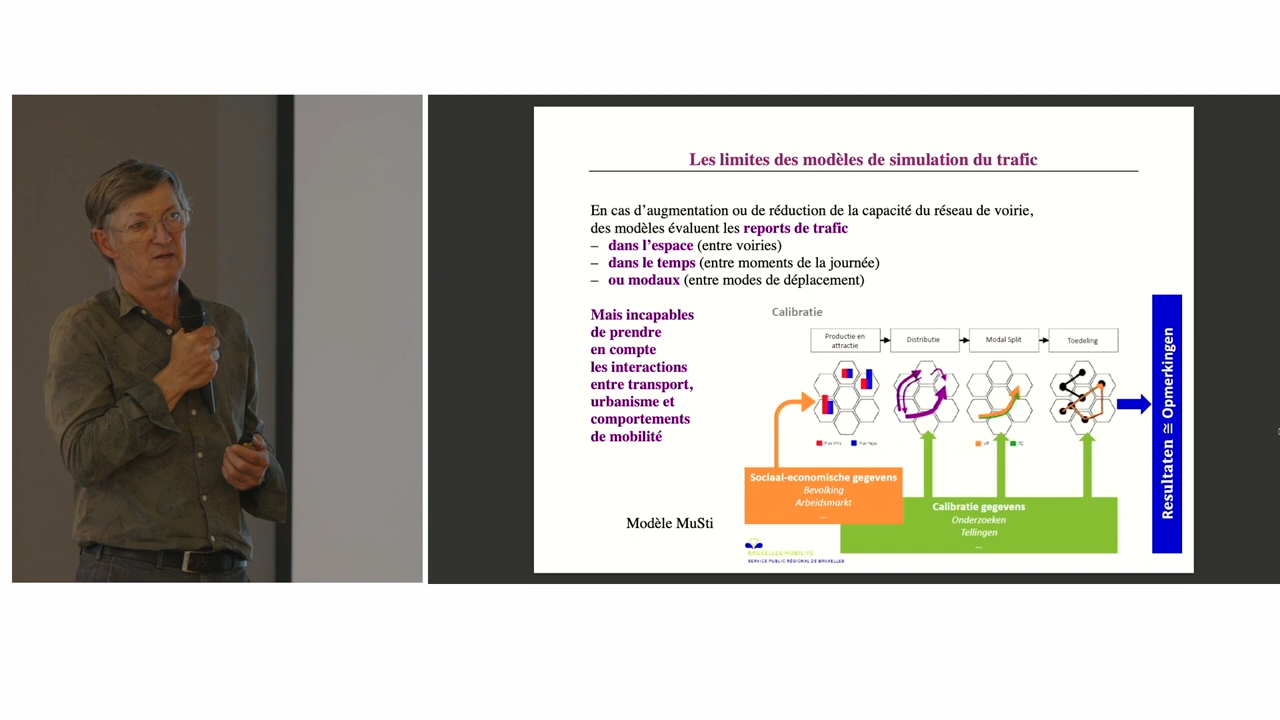 Les limites des modèles de simulation du trafic
En cas d'augmentation ou de réduction de la capacité du réseau de voirie,
des modèles évaluent les reports de trafic
– dans l'espace (entre voiries)
– dans le temps (entre moments de la journée)
– ou modaux (entre modes de déplacement)
Mais incapables
de prendre
en compte
les interactions
entre transport,
urbanisme et
comportements
de mobilité
Modèle MuSti
Calibratie
Productie en
attractie
Distributie
Modal Split
Toedeling
Sociaal-economische gegevens
Bevolking
Arbeidsmarkt
...
Calibratie gegevens
Onderzoeken
Tellingen
...
Resultaten ≅ Opmerkingen
BRUXELLES MOBILITÉ
SERVICE PUBLIC RÉGIONAL DE BRUXELLES